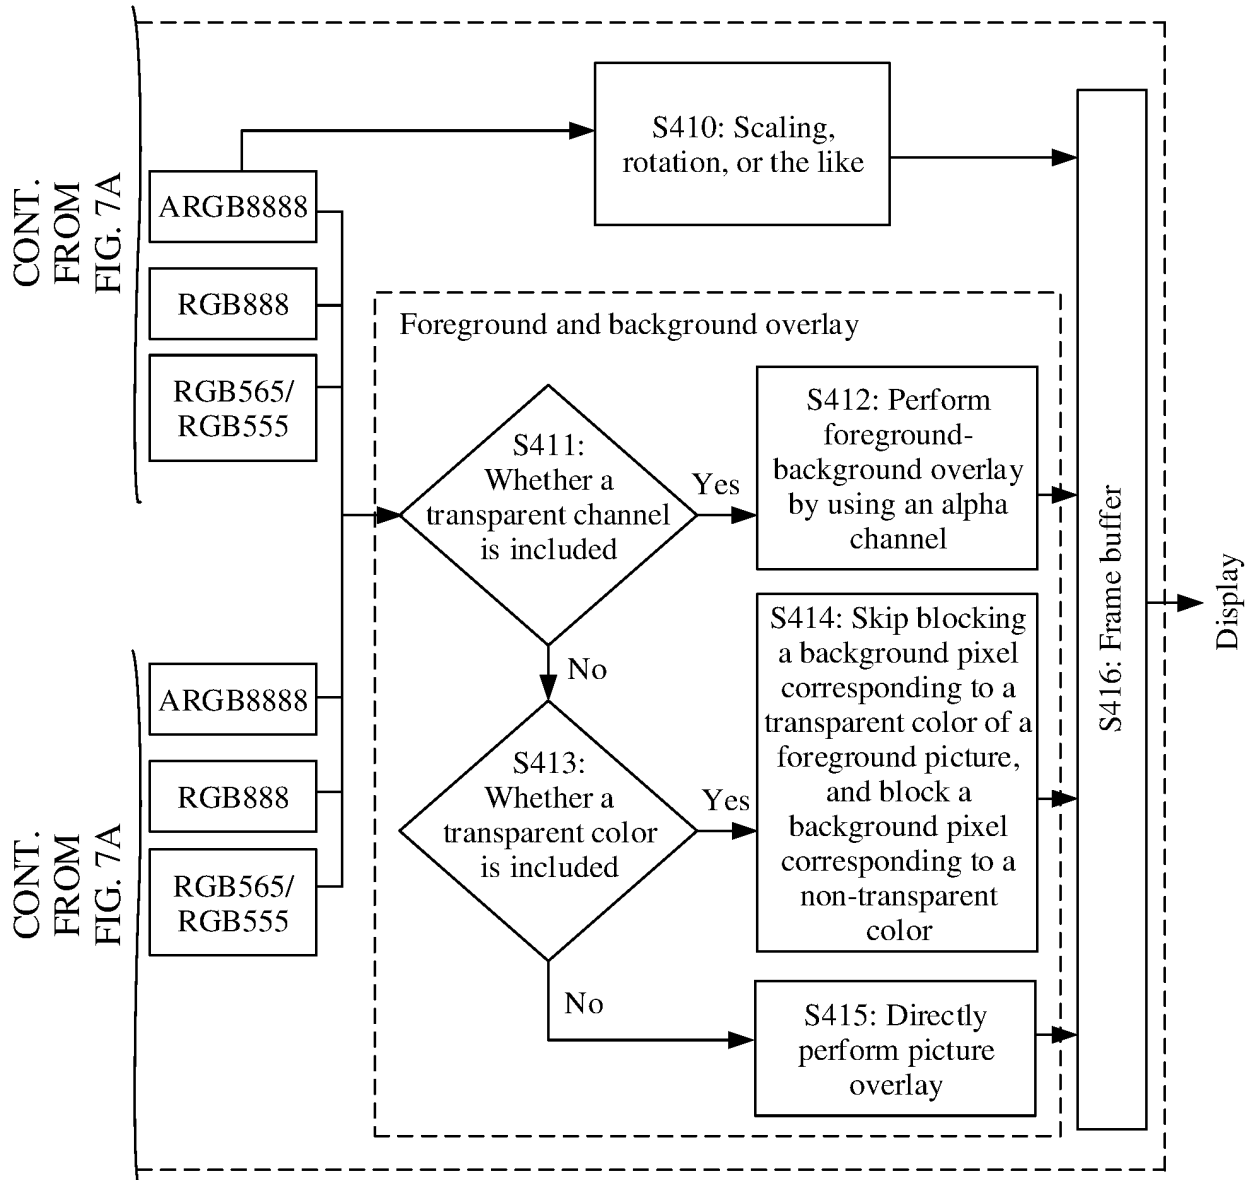 CONT.
FROM
FIG. 7A
ARGB8888
RGB888
RGB565/
RGB555
S410: Scaling,
rotation, or the like
Foreground and background overlay
S411:
Whether a
transparent channel
is included
Yes
S412: Perform
foreground-
background overlay
by using an alpha
channel
No
CONT.
FROM
FIG. 7A
ARGB8888
RGB888
RGB565/
RGB555
S413:
Whether a
transparent color
is included
Yes
S414: Skip blocking
a background pixel
corresponding to a
transparent color of a
foreground picture,
and block a
background pixel
corresponding to a
non-transparent
color
No
S415: Directly
perform picture
overlay
S416: Frame buffer
Display